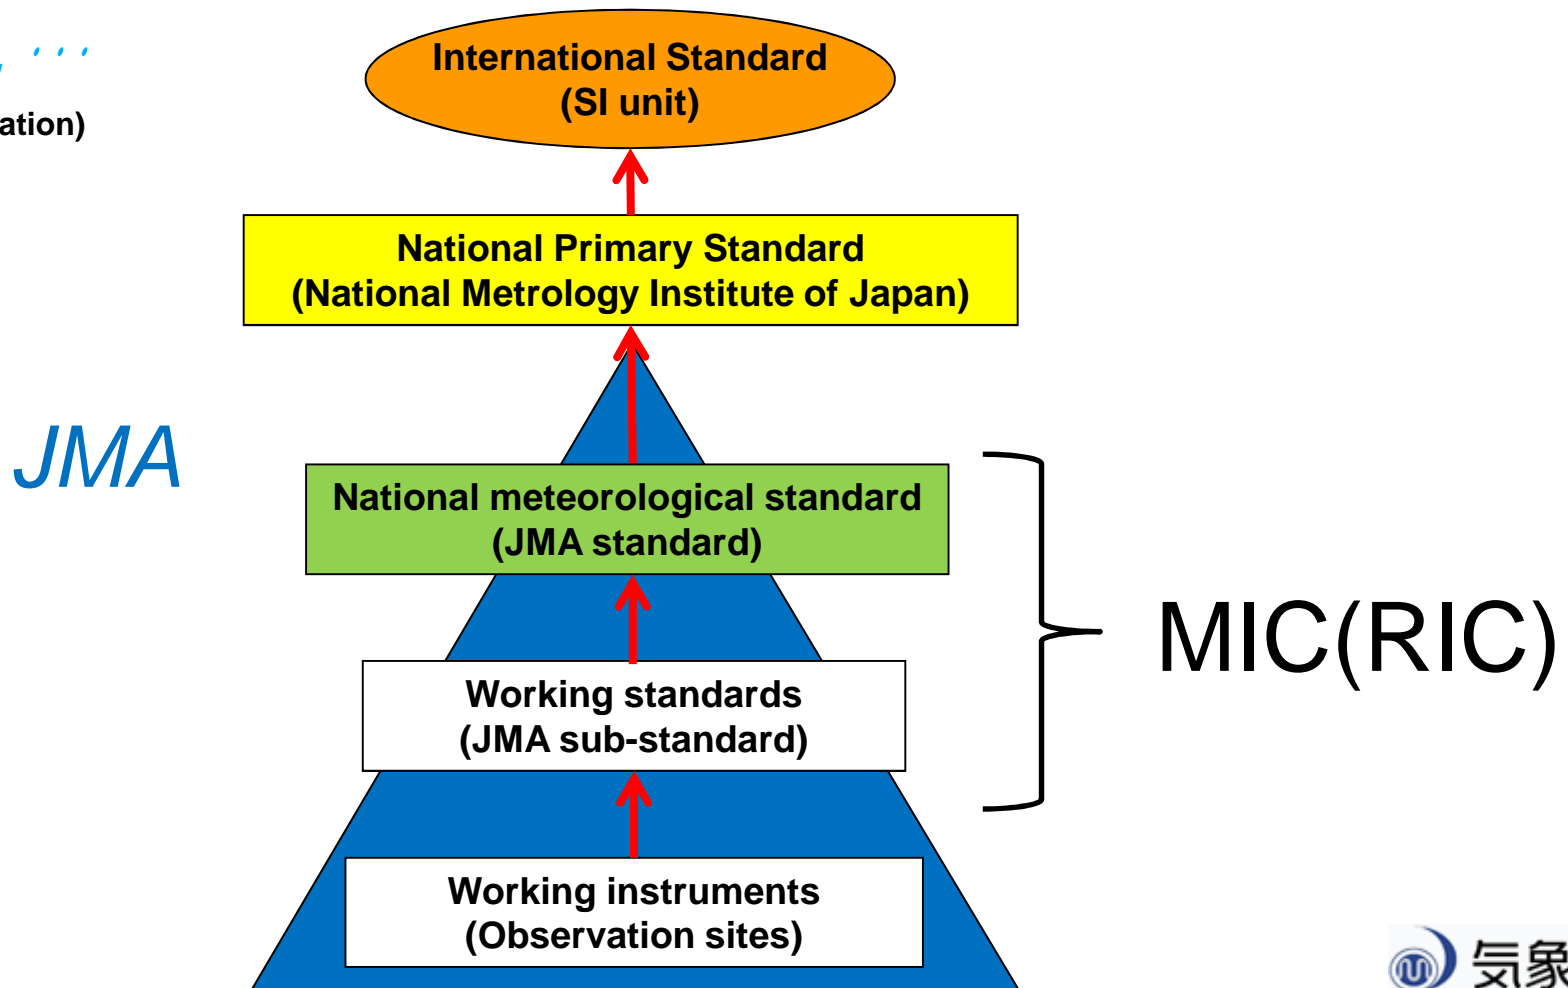 International Standard
(SI unit)
ation)
National Primary Standard
(National Metrology Institute of Japan)
JMA
National meteorological standard
(JMA standard)
MIC(RIC)
Working standards
(JMA sub-standard)
Working instruments
(Observation sites)
気象